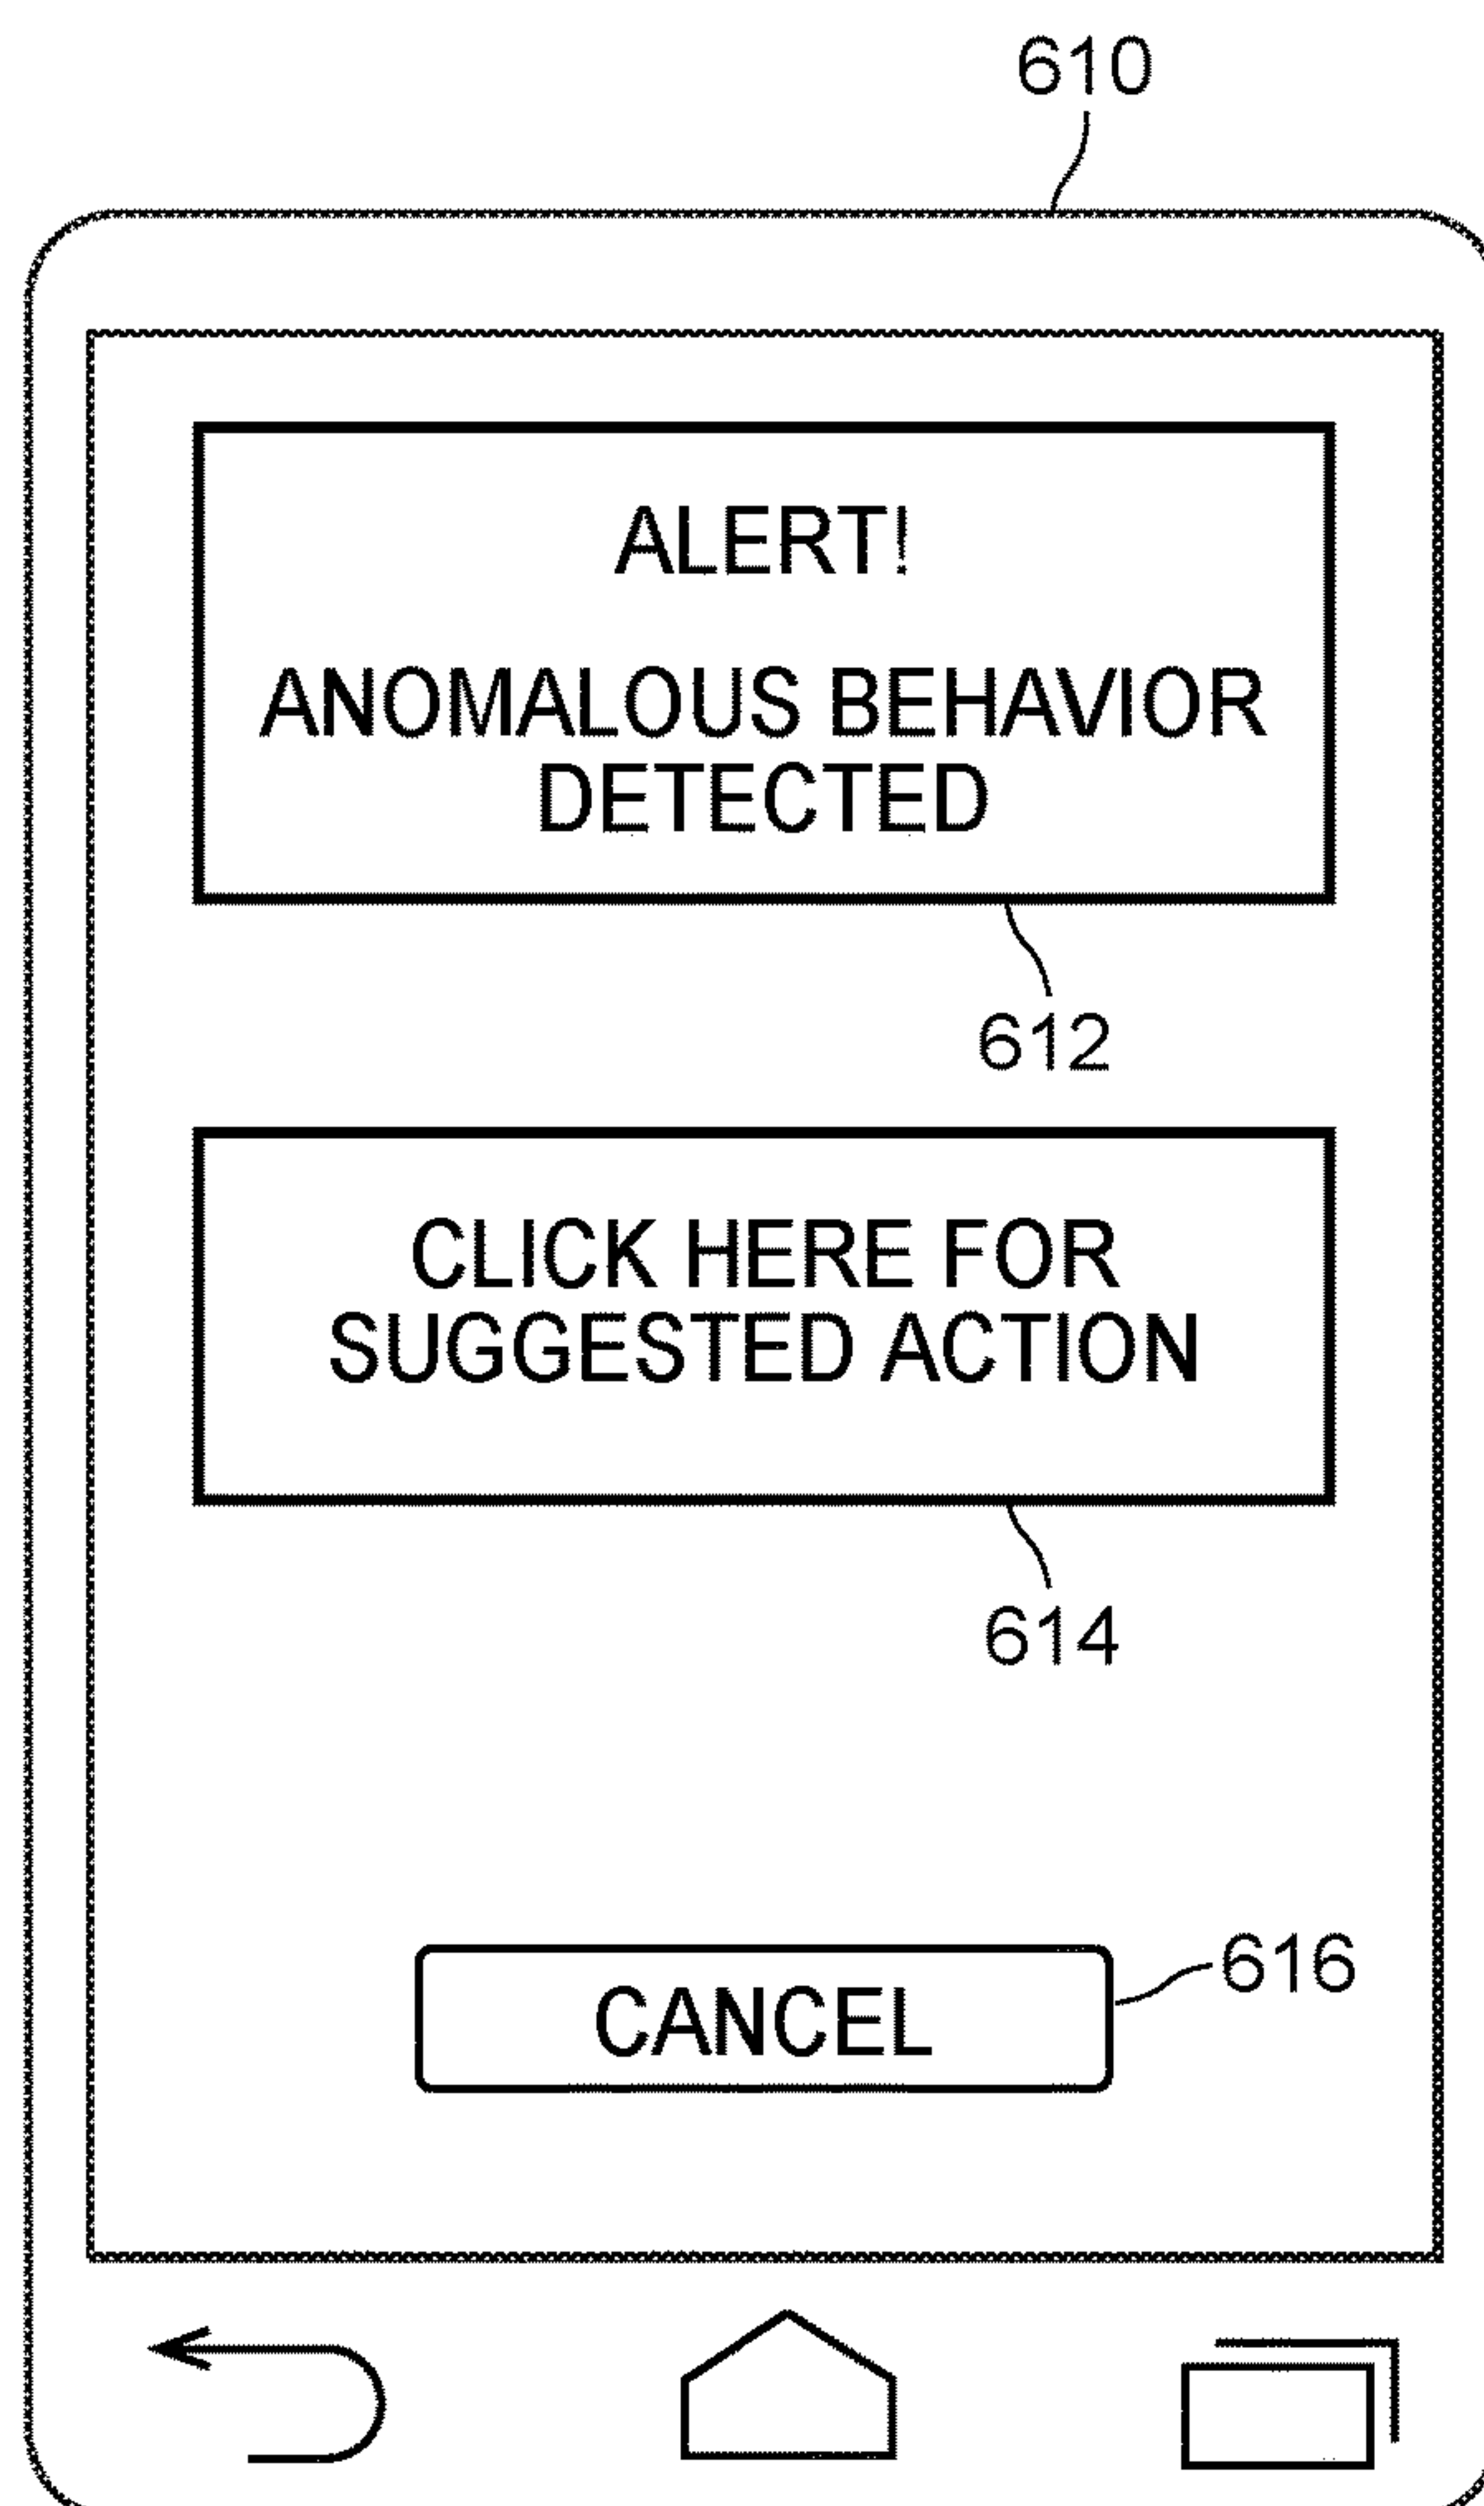 610
ALERT!
ANOMALOUS BEHAVIOR
DETECTED
612
CLICK HERE FOR
SUGGESTED ACTION
614
616
CANCEL